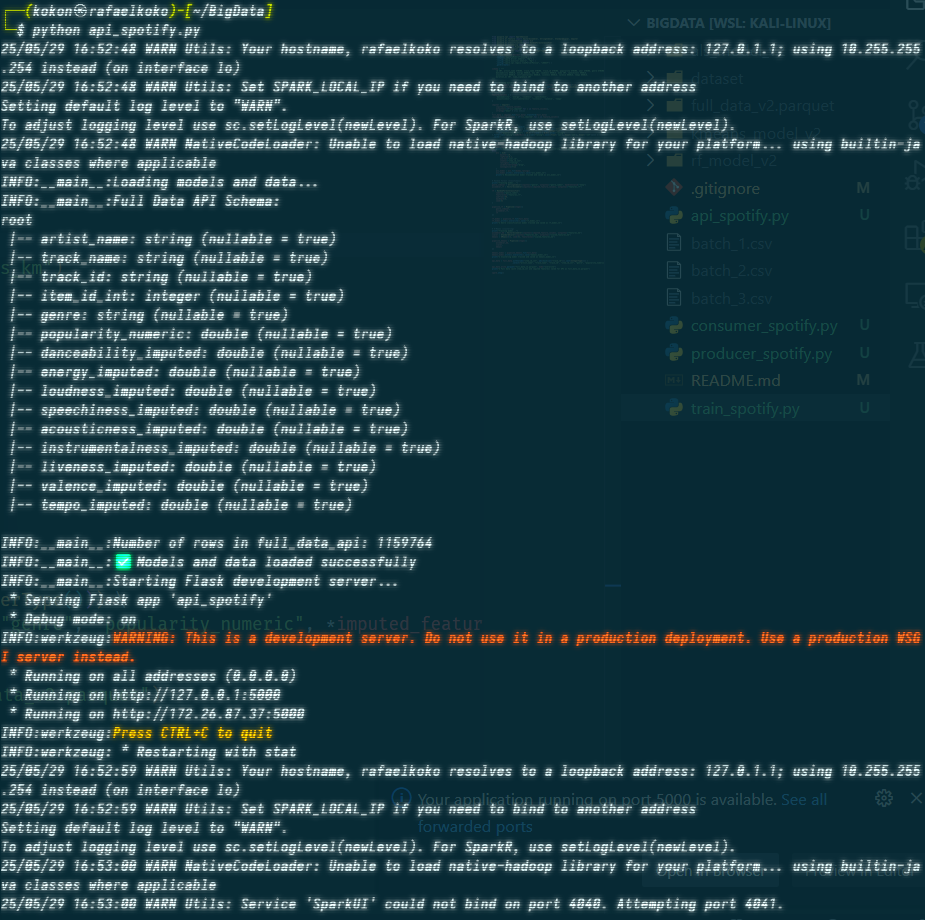 (kokon㉿rafaelkoko)-[~/BigData]
$ python api_spotify.py
25/05/29 16:52:48 WARN Utils: Your hostname, rafaelkoko resolves to a loopback address: 127.0.1.1; using 10.255.255
.254 instead (on interface lo)
25/05/29 16:52:48 WARN Utils: Set SPARK_LOCAL_IP if you need to bind to another address
Setting default log level to "WARN".
To adjust logging level use sc.setLogLevel(newLevel). For SparkR, use setLogLevel(newLevel).
25/05/29 16:52:48 WARN NativeCodeLoader: Unable to load native-hadoop library for your platform... using builtin-ja
va classes where applicable
INFO:__main__:Loading models and data...
INFO:__main__:Full Data API Schema:
root
 |-- artist_name: string (nullable = true)
 |-- track_name: string (nullable = true)
 |-- track_id: string (nullable = true)
 |-- item_id_int: integer (nullable = true)
 |-- genre: string (nullable = true)
 |-- popularity_numeric: double (nullable = true)
 |-- danceability_imputed: double (nullable = true)
 |-- energy_imputed: double (nullable = true)
 |-- loudness_imputed: double (nullable = true)
 |-- speechiness_imputed: double (nullable = true)
 |-- acousticness_imputed: double (nullable = true)
 |-- instrumentalness_imputed: double (nullable = true)
 |-- liveness_imputed: double (nullable = true)
 |-- valence_imputed: double (nullable = true)
 |-- tempo_imputed: double (nullable = true)
INFO:__main__:Number of rows in full_data_api: 1159764
INFO:__main__:✅ Models and data loaded successfully
INFO:__main__:Starting Flask development server...
 * Serving Flask app 'api_spotify'
 * Debug mode: on
popularity_numeric", *imputed_featur
INFO:werkzeug:WARNING: This is a development server. Do not use it in a production deployment. Use a production WSG
I server instead.
 * Running on all addresses (0.0.0.0)
 * Running on http://127.0.0.1:5000
 * Running on http://172.26.87.37:5000
INFO:werkzeug:Press CTRL+C to quit
INFO:werkzeug: * Restarting with stat
25/05/29 16:52:59 WARN Utils: Your hostname, rafaelkoko resolves to a loopback address: 127.0.1.1; using 10.255.255
.254 instead (on interface lo)
25/05/29 16:52:59 WARN Utils: Set SPARK_LOCAL_IP if you need to bind to another address
Setting default log level to "WARN".
To adjust logging level use sc.setLogLevel(newLevel). For SparkR, use setLogLevel(newLevel).
25/05/29 16:53:00 WARN NativeCodeLoader: Unable to load native-hadoop library for your platform... using builtin-ja
va classes where applicable
25/05/29 16:53:00 WARN Utils: Service 'SparkUI' could not bind on port 4040. Attempting port 4041.
BIGDATA [WSL: KALI-LINUX]
dataset
full_data_v2.parquet
model_v2
rf_model_v2
.gitignore M
api_spotify.py U
batch_1.csv
batch_2.csv
batch_3.csv
consumer_spotify.py U
producer_spotify.py U
README.md M
train_spotify.py U
Your application running on port 5000 is available. See all
forwarded ports
Open in Browser
Preview in Editor